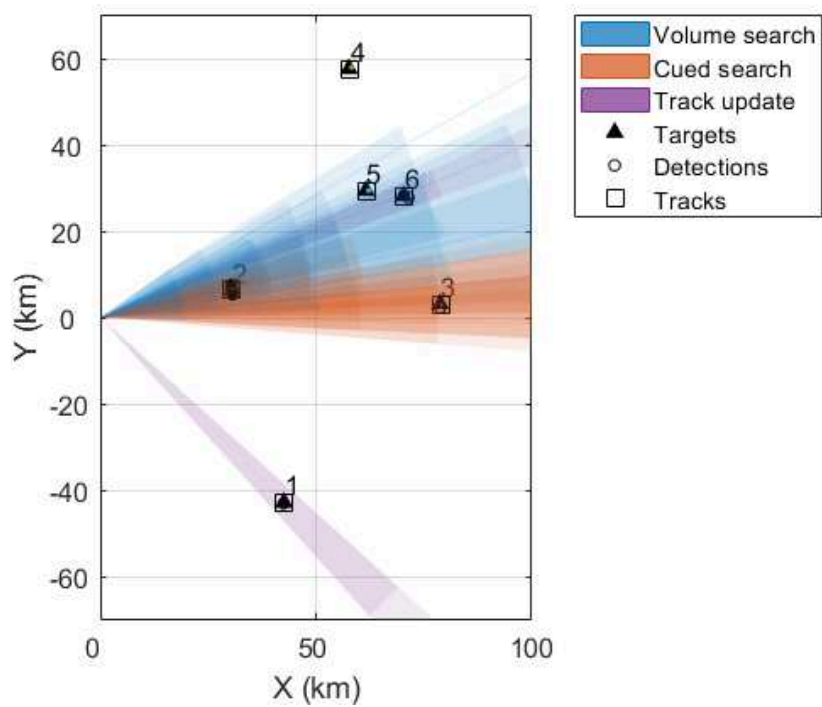 Volume search
Cued search
Track update
Targets
Detections
Tracks
60
40
20
0
-20
-40
-60
Y (km)
4
5
6
2
3
1
0
50
100
X (km)